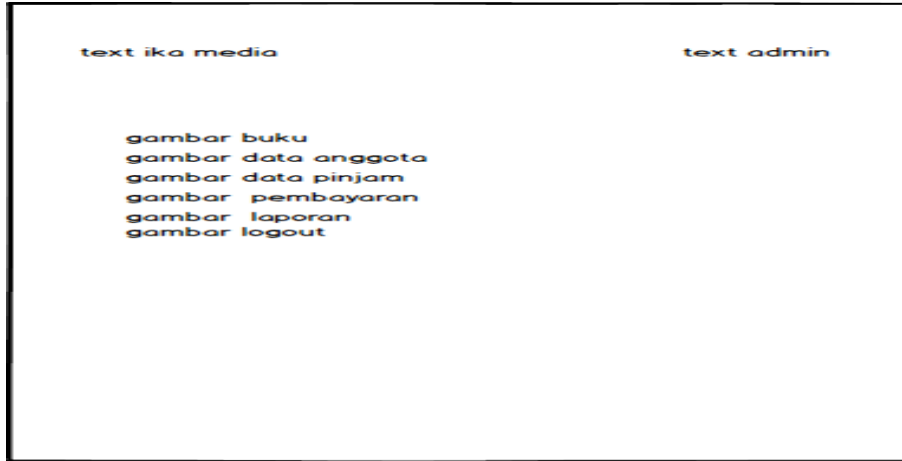 text ika media
text admin
gambar buku
gambar data anggota
gambar data pinjam
gambar pembayaran
gambar laporan
gambar logout